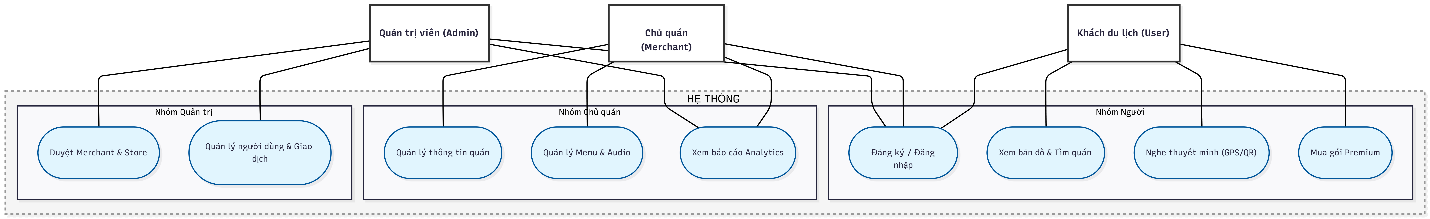 Quản trị viên (Admin)
Chủ quán
(Merchant)
Khách du lịch (User)
HỆ THỐNG
Nhóm Quản trị
Nhóm Chủ quán
Nhóm Người
Duyệt Merchant & Store
Quản lý người dùng & Giao
dịch
Quản lý thông tin quán
Quản lý Menu & Audio
Xem báo cáo Analytics
Đăng ký / Đăng
nhập
Xem bản đồ & Tìm quán
Nghe thuyết minh (GPS/QR)
Mua gói Premium